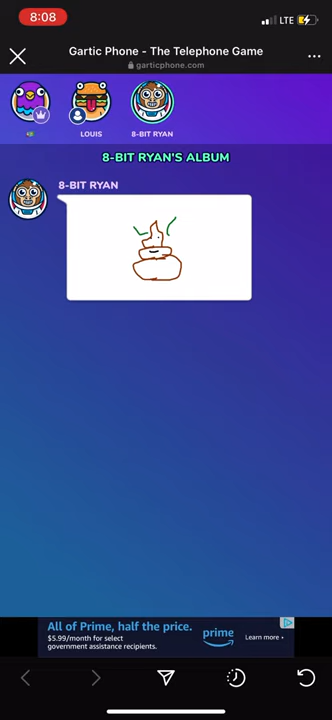 8:08
LTE
Gartic Phone - The Telephone Game
garticphone.com
LOUIS
8-BIT RYAN
8-BIT RYAN'S ALBUM
8-BIT RYAN
All of Prime, half the price.
$5.99/month for select
government assistance recipients.
prime
Learn more